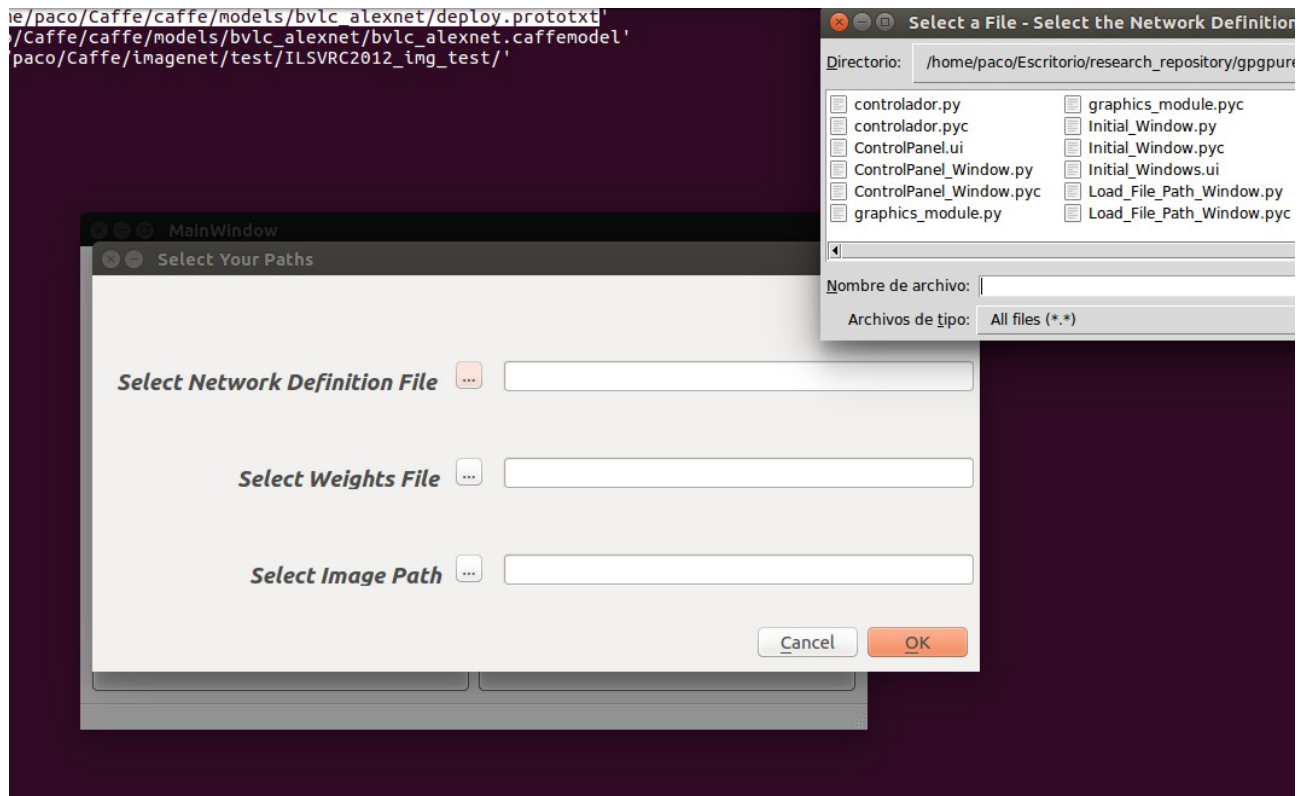 me/paco/Caffe/caffe/models/bvlc_alexnet/deploy.prototxt'
/Caffe/caffe/models/bvlc_alexnet/bvlc_alexnet.caffemodel'
/paco/Caffe/imagenet/test/ILSVRC2012_img_test/'
Select a File - Select the Network Definition
Directorio: /home/paco/Escritorio/research_repository/gpgpure
controlador.py graphics_module.pyc
controlador.pyc Initial_Window.py
ControlPanel.ui Initial_Window.pyc
ControlPanel_Window.py Initial_Windows.ui
ControlPanel_Window.pyc Load_File_Path_Window.py
graphics_module.py Load_File_Path_Window.pyc
Nombre de archivo:
Archivos de tipo: All files (*.*)
MainWindow
Select Your Paths
Select Network Definition File ...
Select Weights File ...
Select Image Path ...
Cancel OK